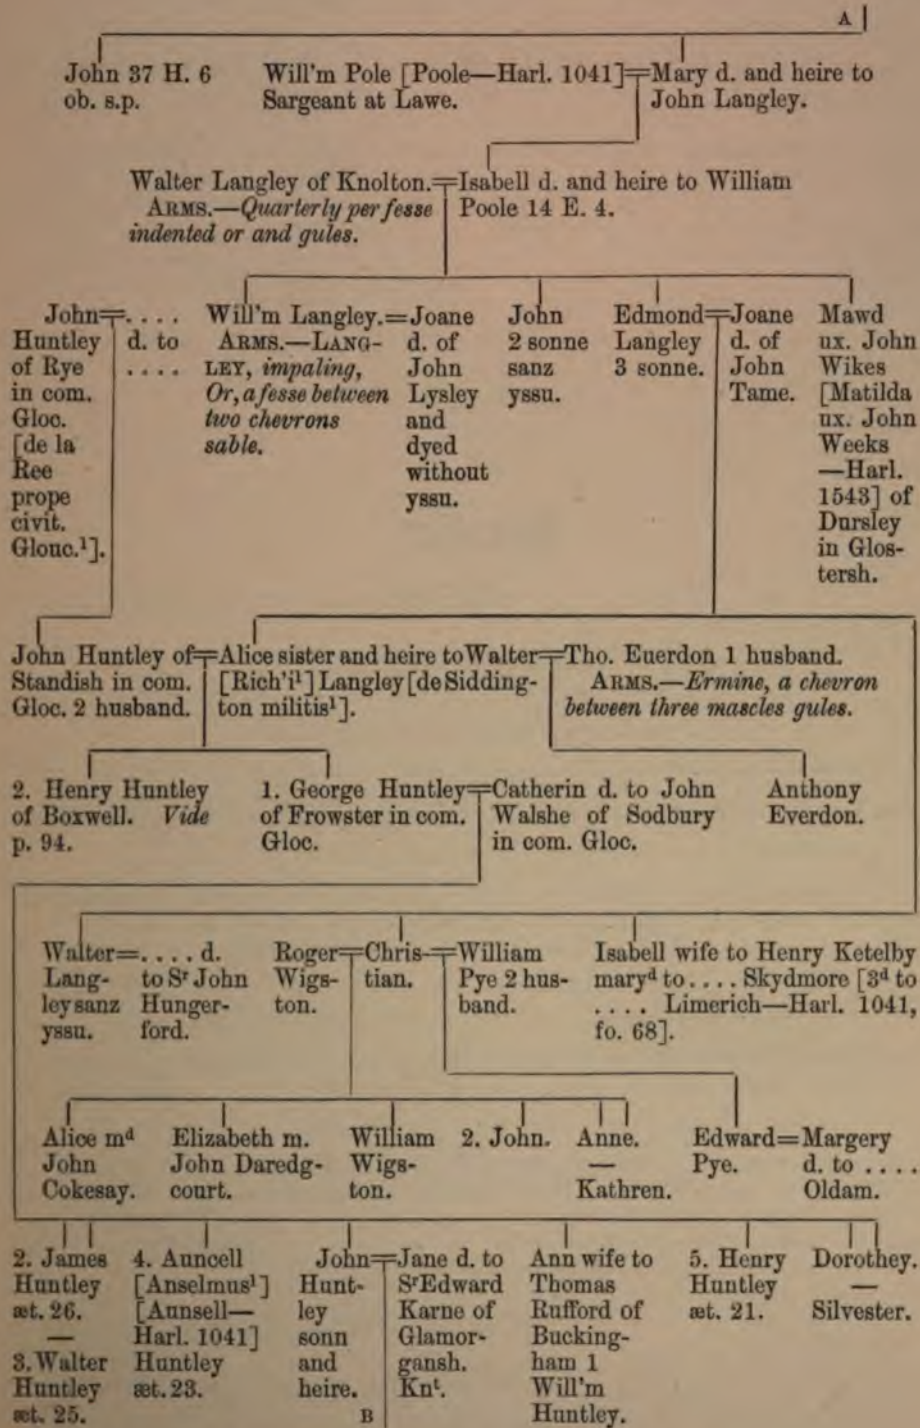 A
John 37 H. 6
ob. s.p.
Will'm Pole [Poole—Harl. 1041]=Mary d. and heire to
Sargeant at Lawe.
John Langley.
Walter Langley of Knolton.=Isabell d. and heire to William
ARMS.—Quarterly per fesse
indented or and gules.
Poole 14 E. 4.
John=. . . .
Huntley
of Rye
in com.
Gloc.
[de la
Ree
prope
civit.
Glouc.¹].
d. to
. . . .
Will'm Langley.=Joane
ARMS.—LANG-
LEY, impaling,
Or, a fesse between
two chevrons
sable.
d. of
John
Lysley
and
dyed
without
yssu.
John
2 sonne
sanz
yssu.
Edmond=Joane
Langley
3 sonne.
d. of
John
Tame.
Mawd
ux. John
Wikes
[Matilda
ux. John
Weeks
—Harl.
1543] of
Dursley
in Glos-
tersh.
John Huntley of=Alice sister and heire to Walter=Tho. Euerdon 1 husband.
Standish in com.
Gloc. 2 husband.
[Rich'i¹] Langley [de Sidding-
ton militis¹].
ARMS.—Ermine, a chevron
between three mascles gules.
2. Henry Huntley
of Boxwell. Vide
p. 94.
1. George Huntley=Catherin d. to John
of Frowster in com.
Gloc.
Walshe of Sodbury
in com. Gloc.
Anthony
Everdon.
Walter=. . . . d.
Lang-
ley sanz
yssu.
to Sʳ John
Hunger-
ford.
Roger=Chris-=William
Wigs-
ton.
tian.
Pye 2 hus-
band.
Isabell wife to Henry Ketelby
maryᵈ to . . . . Skydmore [3ᵈ to
. . . . Limerich—Harl. 1041,
fo. 68].
Alice mᵈ
John
Cokesay.
Elizabeth m.
John Daredg-
court.
William
Wigs-
ton.
2. John.
Anne.
—
Kathren.
Edward=Margery
Pye.
d. to . . . .
Oldam.
2. James
Huntley
æt. 26.
—
3. Walter
Huntley
æt. 25.
4. Auncell
[Anselmus¹]
[Aunsell—
Harl. 1041]
Huntley
æt. 23.
John=Jane d. to
Hunt-
ley
sonn
and
heire.
B
Sʳ Edward
Karne of
Glamor-
gansh.
Knᵗ.
Ann wife to
Thomas
Rufford of
Bucking-
ham 1
Will'm
Huntley.
5. Henry
Huntley
æt. 21.
Dorothey.
—
Silvester.